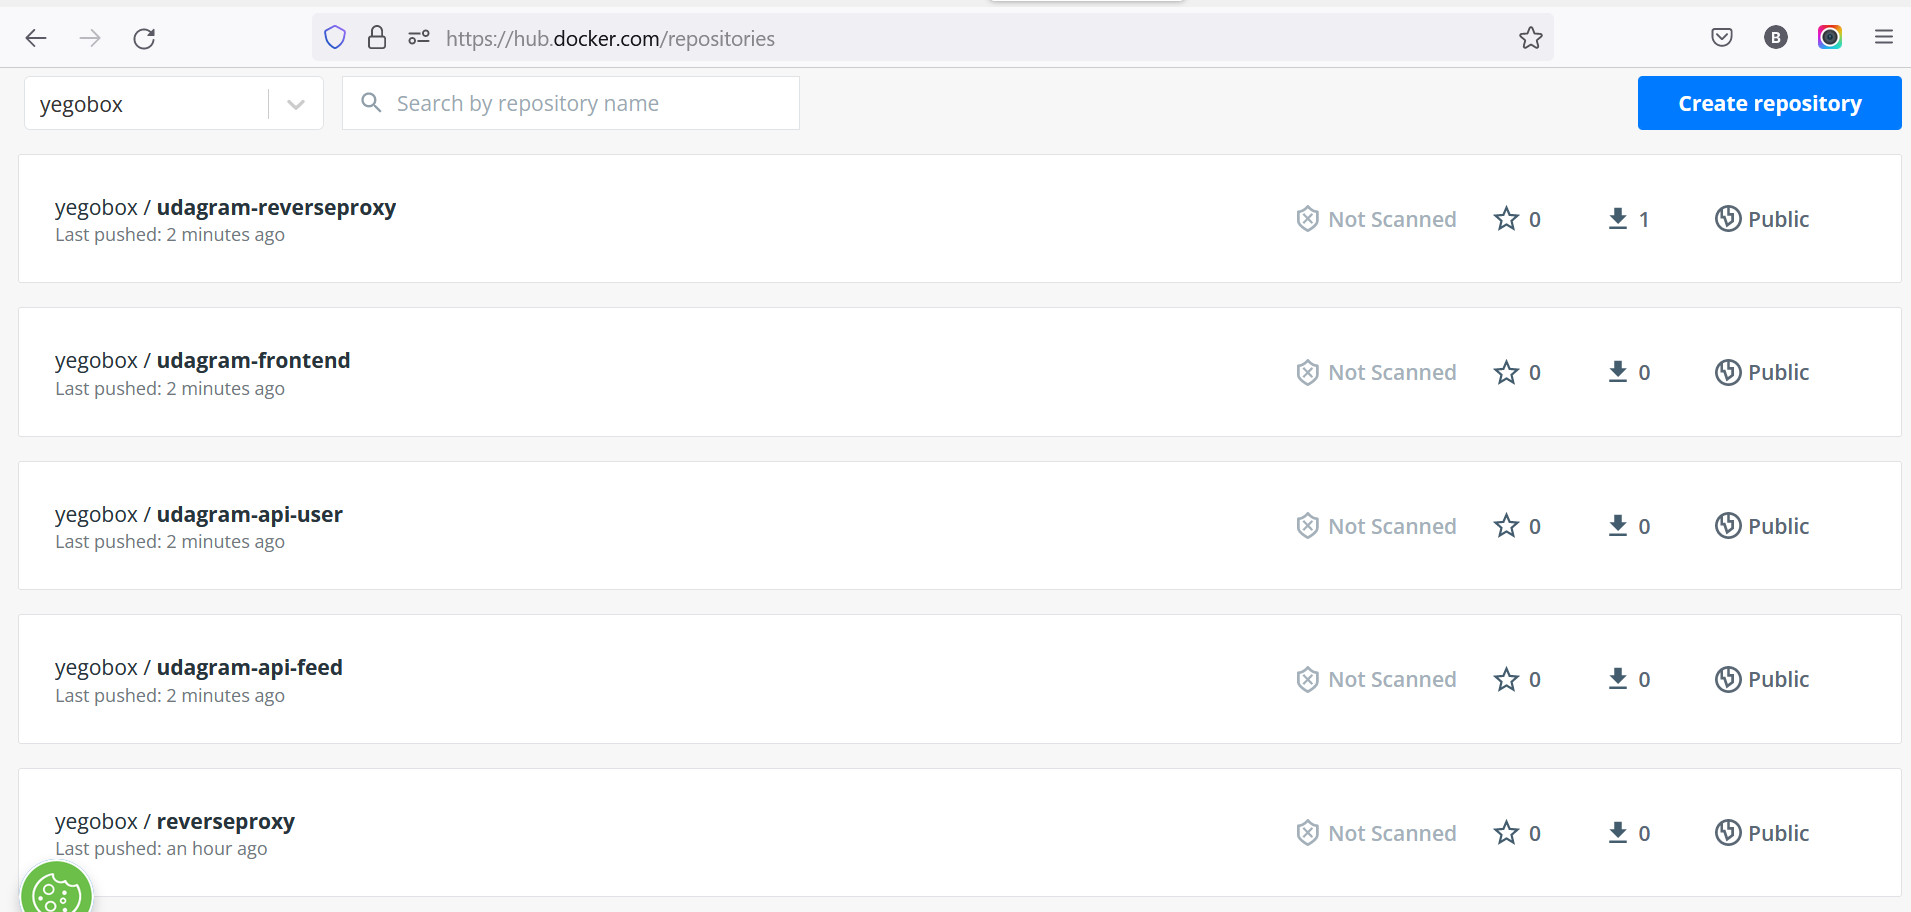 https://hub.docker.com/repositories
B
yegobox
Search by repository name
Create repository
yegobox / udagram-reverseproxy
Last pushed: 2 minutes ago
Not Scanned
0
1
Public
yegobox / udagram-frontend
Last pushed: 2 minutes ago
Not Scanned
0
0
Public
yegobox / udagram-api-user
Last pushed: 2 minutes ago
Not Scanned
0
0
Public
yegobox / udagram-api-feed
Last pushed: 2 minutes ago
Not Scanned
0
0
Public
yegobox / reverseproxy
Last pushed: an hour ago
Not Scanned
0
0
Public